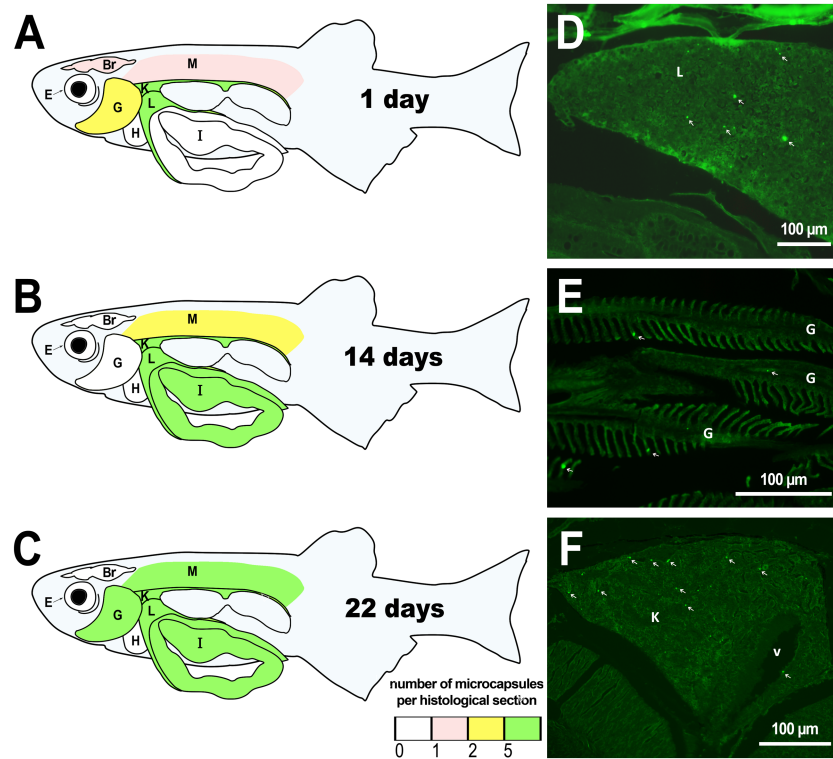 A
Br
M
E
K
G
L
H
I
1 day
B
Br
M
E
K
G
L
H
I
14 days
C
Br
M
E
K
G
L
H
I
22 days
number of microcapsules
per histological section
0 1 2 5
D
L
100 µm
E
G
G
G
100 µm
F
K
v
100 µm